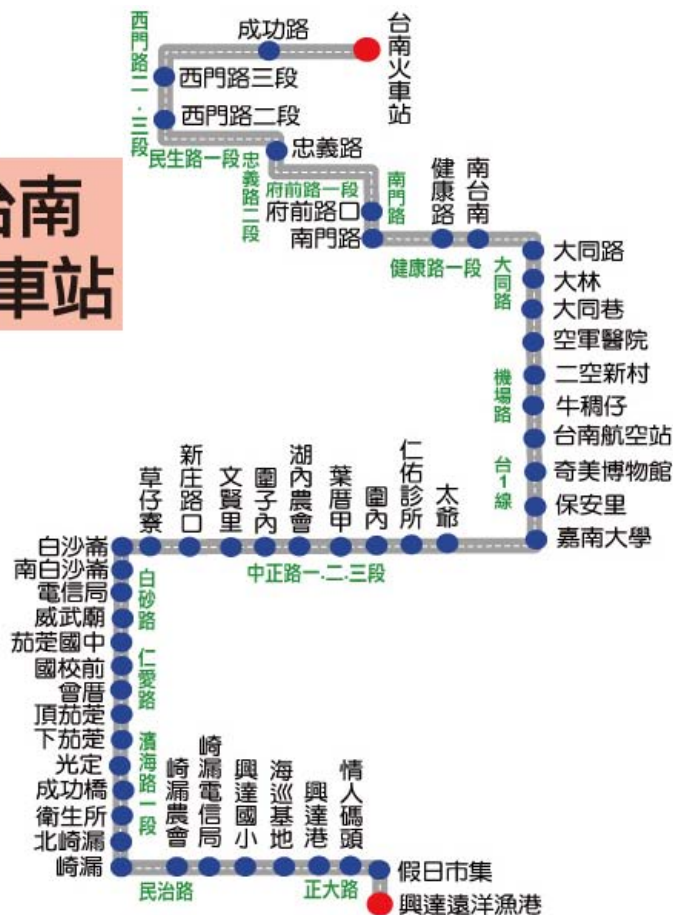 成功路
台南火車站
西門路二.三段
西門路三段
西門路二段
民生路一段
忠義路
忠義路二段
府前路一段
府前路口
南門路
南門路
健康路
南台南
健康路一段
台南
車站
大同路
大同路
大林
大同巷
空軍醫院
機場路
二空新村
牛稠仔
台南航空站
台1線
奇美博物館
保安里
嘉南大學
太爺
仁佑診所
圍內
葉厝甲
湖內農會
圍子內
文賢里
新庄路口
草仔寮
中正路一.二.三段
白沙崙
南白沙崙
白砂路
電信局
威武廟
茄萣國中
仁愛路
國校前
曾厝
頂茄萣
下茄萣
濱海路一段
光定
成功橋
衛生所
北崎漏
崎漏
民治路
崎漏農會
崎漏電信局
興達國小
海巡基地
興達港
情人碼頭
正大路
假日市集
興達遠洋漁港